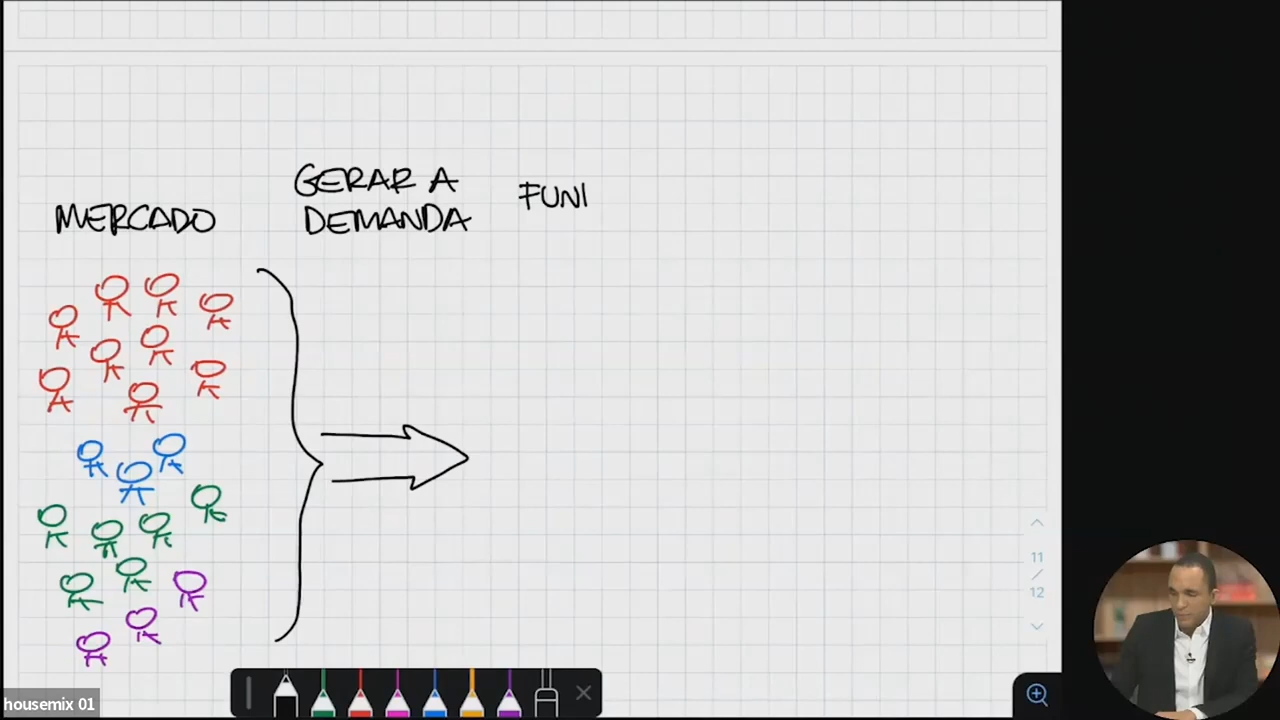 GERAR A
MERCADO DEMANDA FUNI
11
/
12
housemix 01